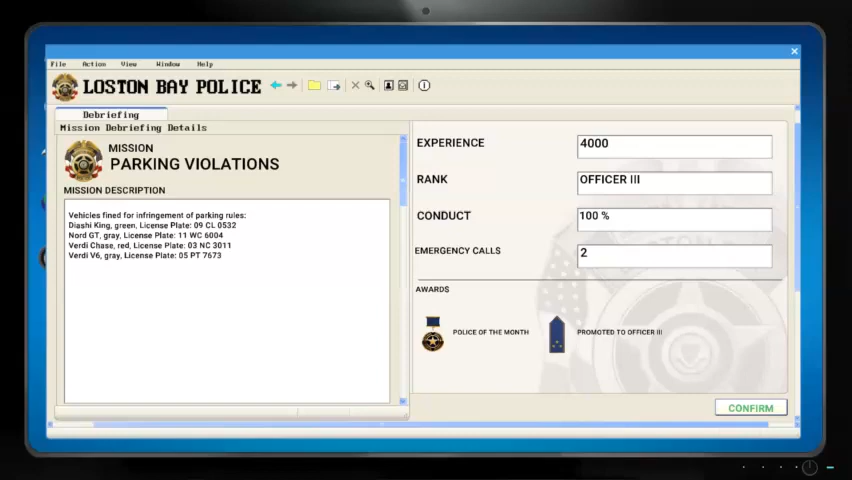 File Action View Window Help
LOSTON BAY POLICE
Debriefing
Mission Debriefing Details
MISSION
PARKING VIOLATIONS
MISSION DESCRIPTION
Vehicles fined for infringement of parking rules:
Diashi King, green, License Plate: 09 CL 0532
Nord GT, gray, License Plate: 11 WC 6004
Verdi Chase, red, License Plate: 03 NC 3011
Verdi V6, gray, License Plate: 05 PT 7673
EXPERIENCE 4000
RANK OFFICER III
CONDUCT 100 %
EMERGENCY CALLS 2
AWARDS
POLICE OF THE MONTH
PROMOTED TO OFFICER III
CONFIRM